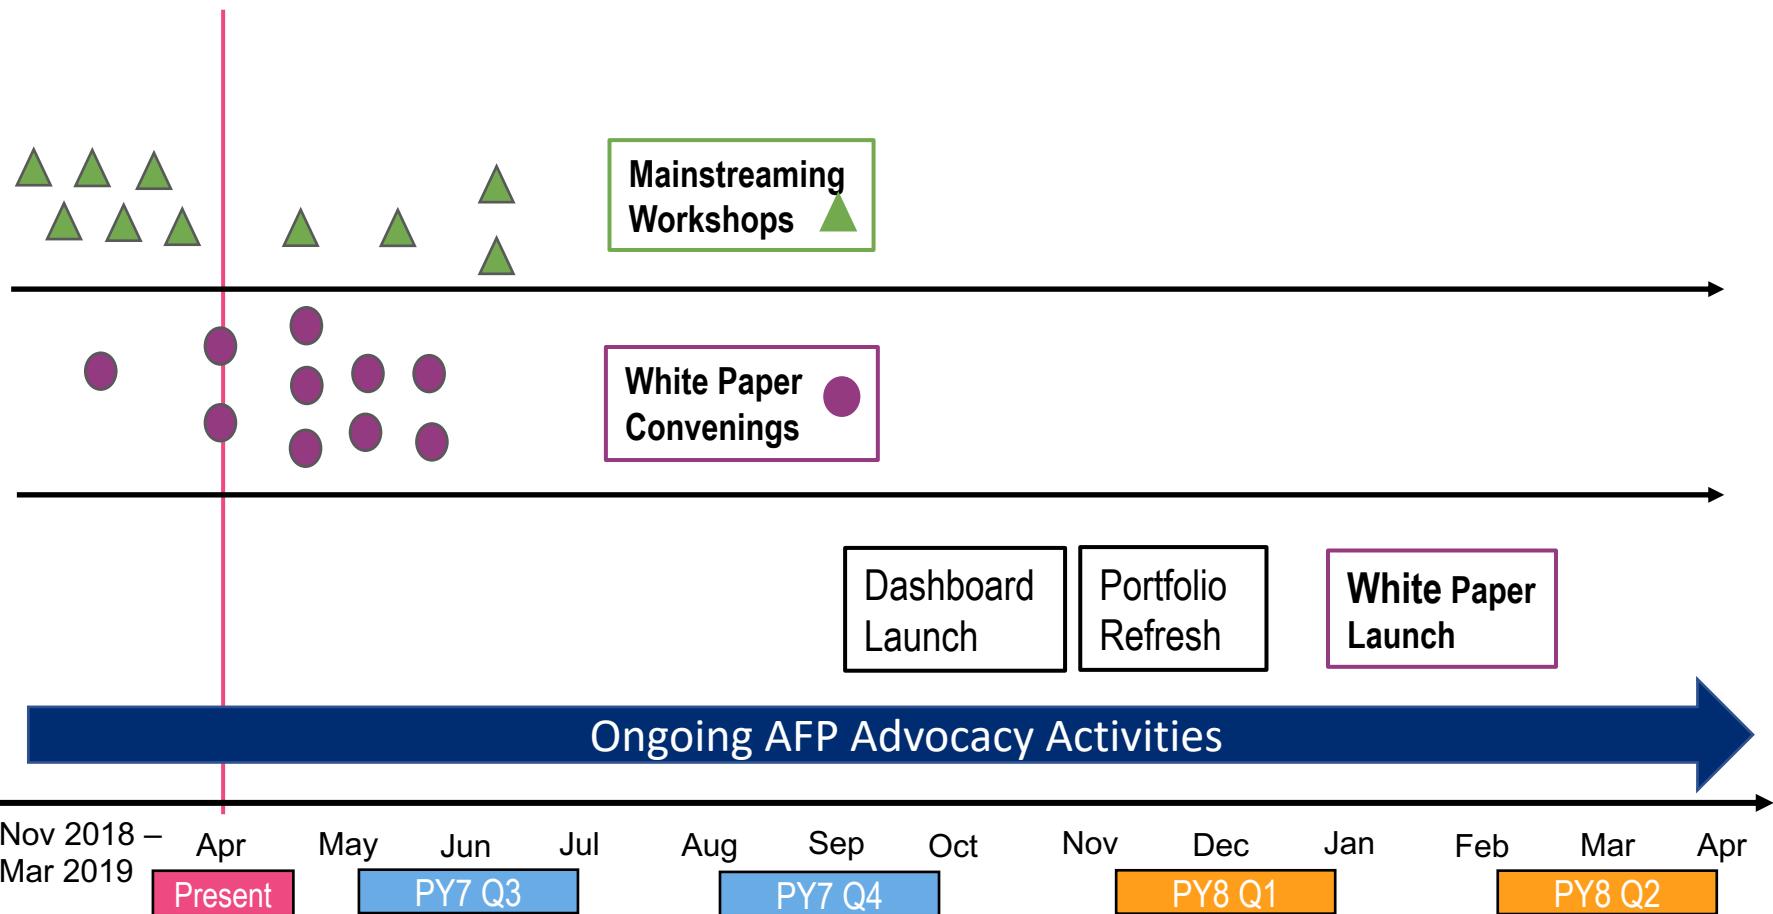 Mainstreaming
Workshops
White Paper
Convenings
Dashboard
Launch
Portfolio
Refresh
White Paper
Launch
Ongoing AFP Advocacy Activities
Nov 2018 –
Mar 2019
Apr
May
Jun
Jul
Aug
Sep
Oct
Nov
Dec
Jan
Feb
Mar
Apr
Present
PY7 Q3
PY7 Q4
PY8 Q1
PY8 Q2